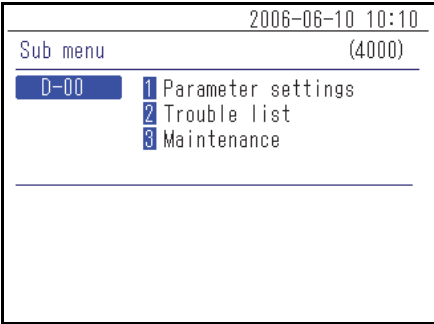 2006-06-10 10:10
Sub menu (4000)
D-00 1 Parameter settings
2 Trouble list
3 Maintenance